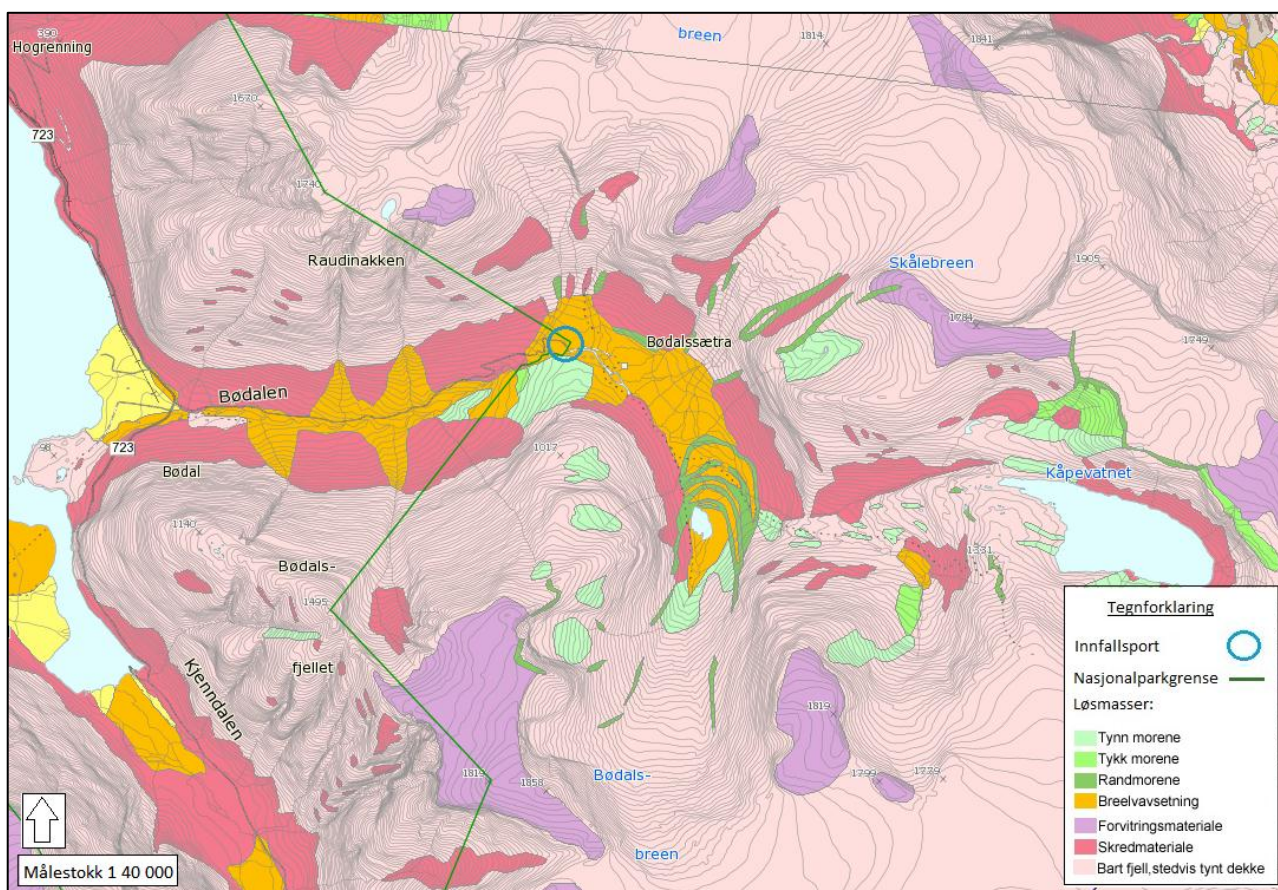 390
Hogrenning
breen
1814
1841
1670
723
1740
Raudinakken
Skålebreen
1905
1784
1749
Bødalssætra
Bødalen
98
723
Bødal
1017
Kåpevatnet
1140
1331
Bødals-
1495
fjellet
Kjenndalen
1819
1819
Bødals-
1858
1799
1779
breen
Målestokk 1 40 000
Tegnforklaring
Innfallsport
Nasjonalparkgrense
Løsmasser:
Tynn morene
Tykk morene
Randmorene
Breelvavsetning
Forvitringsmateriale
Skredmateriale
Bart fjell,stedvis tynt dekke